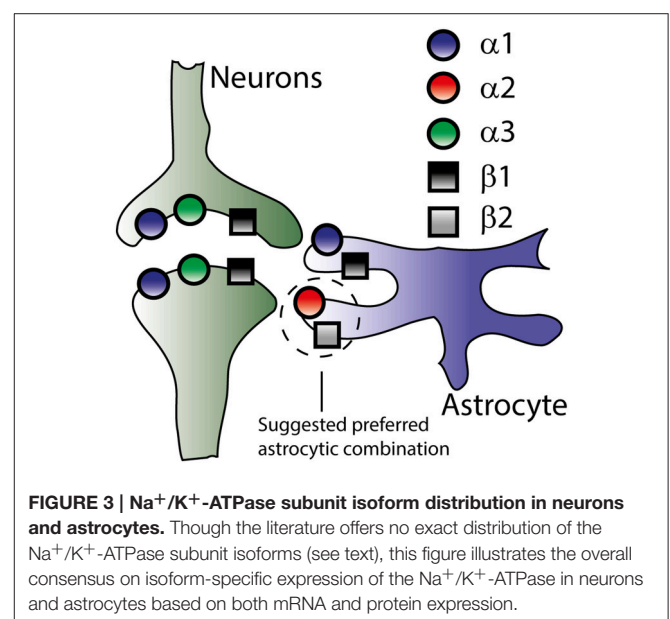 Neurons
α1
α2
α3
β1
β2
Astrocyte
Suggested preferred
astrocytic combination
FIGURE 3 | Na+/K+-ATPase subunit isoform distribution in neurons
and astrocytes. Though the literature offers no exact distribution of the
Na+/K+-ATPase subunit isoforms (see text), this figure illustrates the overall
consensus on isoform-specific expression of the Na+/K+-ATPase in neurons
and astrocytes based on both mRNA and protein expression.